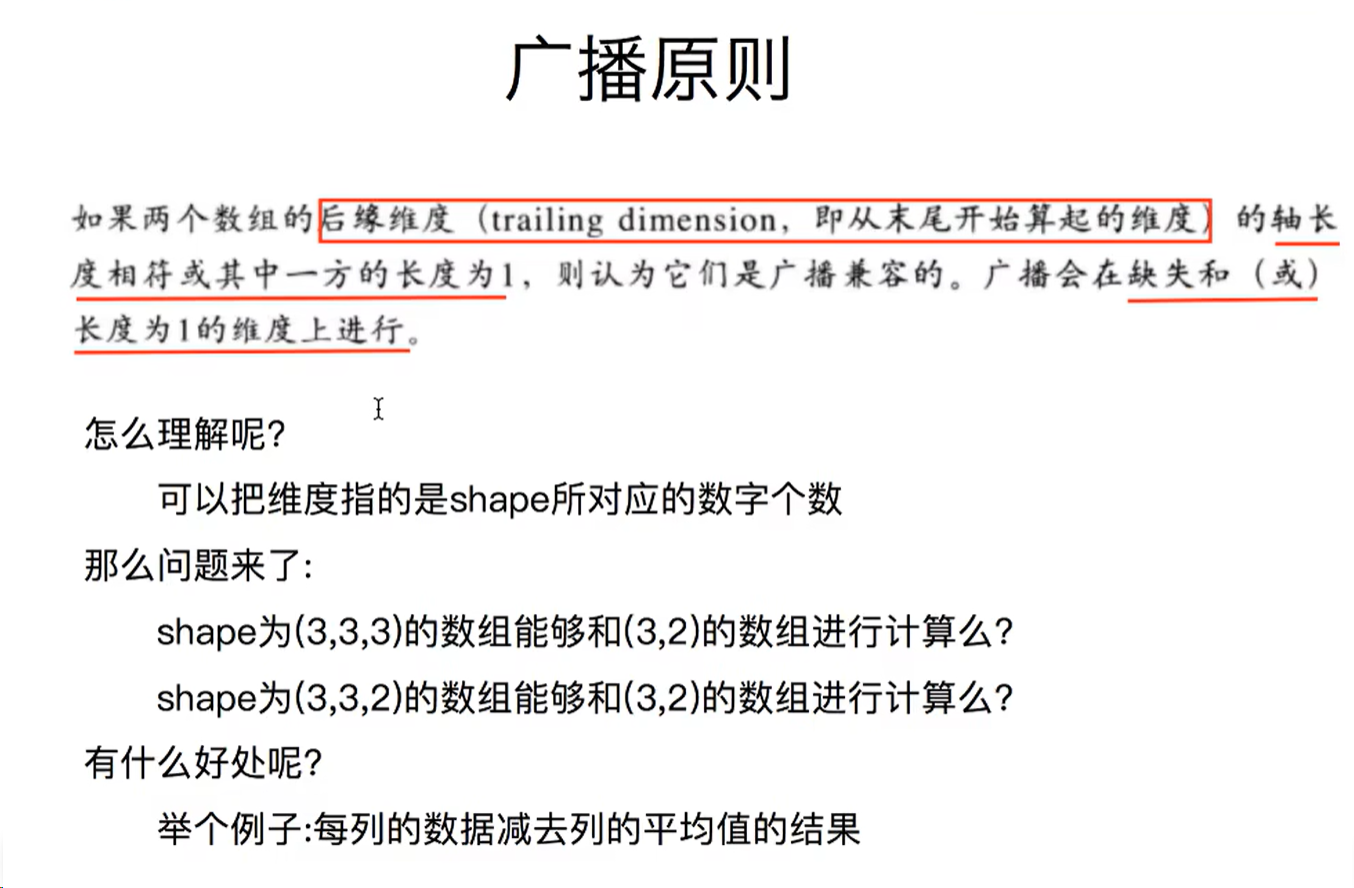 广播原则
如果两个数组的后缘维度（trailing dimension，即从末尾开始算起的维度）的轴长
度相符或其中一方的长度为1，则认为它们是广播兼容的。广播会在缺失和（或）
长度为1的维度上进行。
怎么理解呢?
可以把维度指的是shape所对应的数字个数
那么问题来了:
shape为(3,3,3)的数组能够和(3,2)的数组进行计算么?
shape为(3,3,2)的数组能够和(3,2)的数组进行计算么?
有什么好处呢?
举个例子:每列的数据减去列的平均值的结果